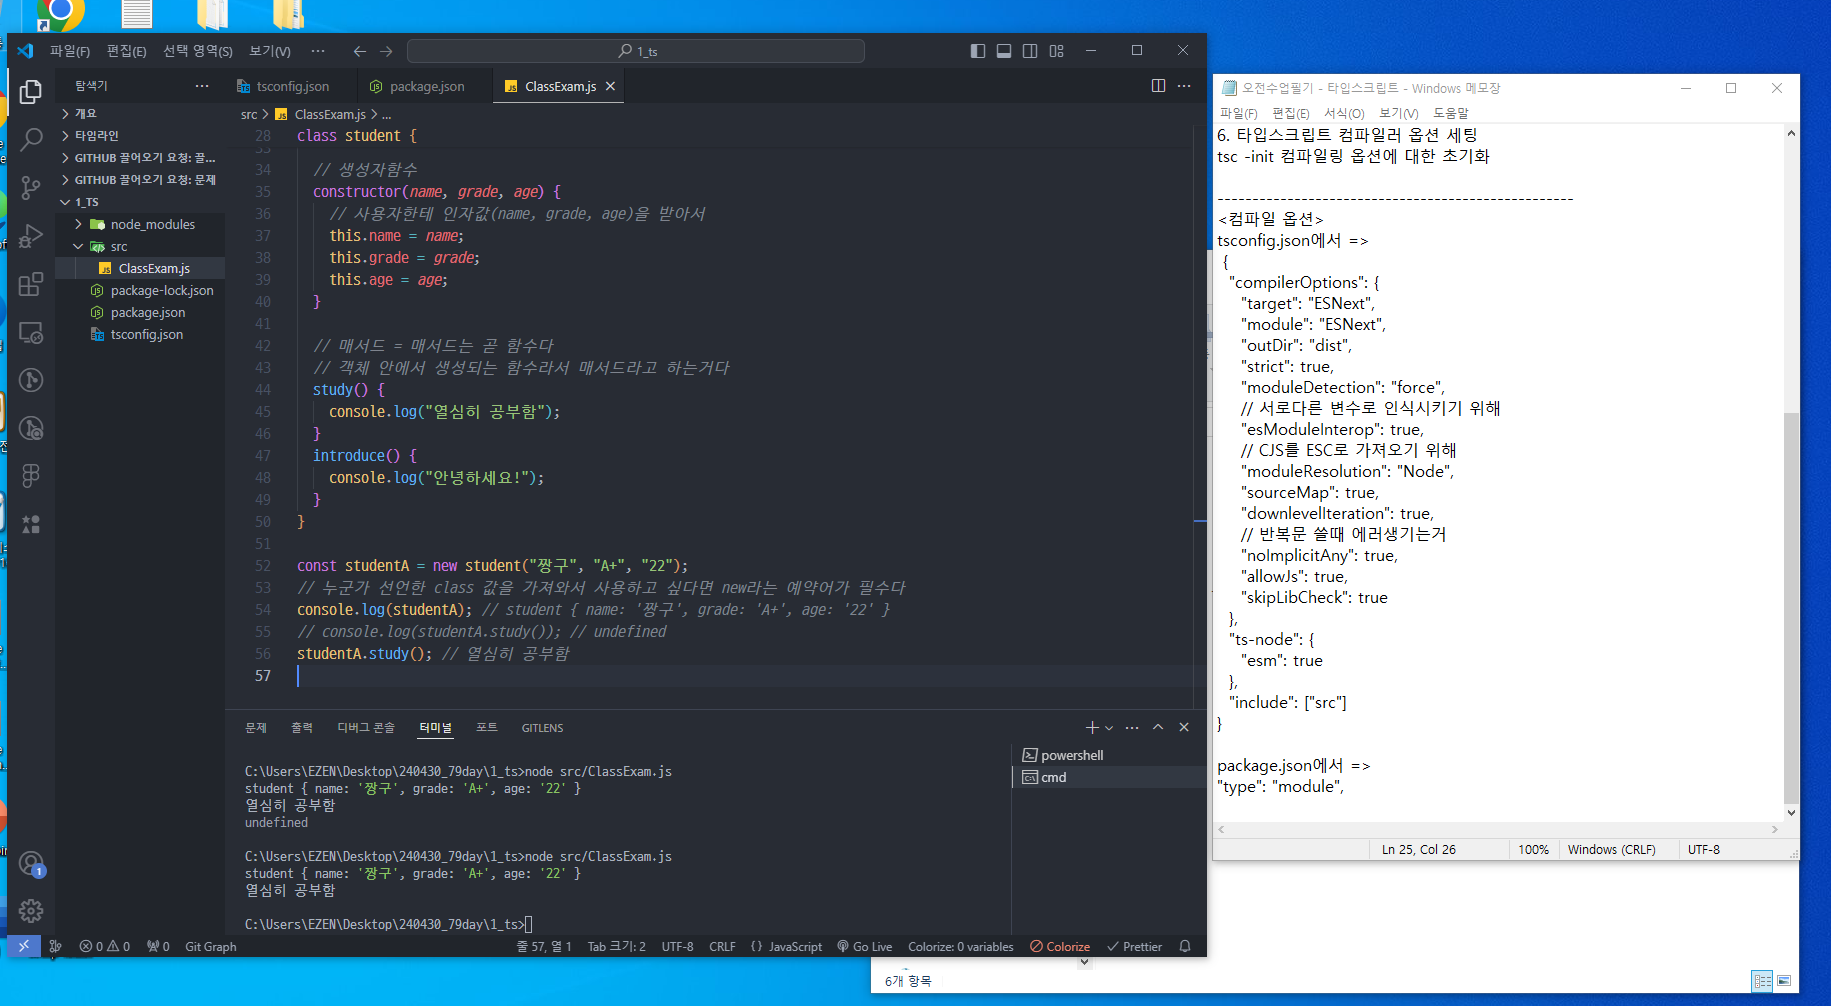 파일(F) 편집(E) 선택 영역(S) 보기(V) ··· 1_ts
탐색기 ···
개요
타임라인
GITHUB 끌어오기 요청: 끌...
GITHUB 끌어오기 요청: 문제
1_TS
node_modules
src
ClassExam.js
package-lock.json
package.json
tsconfig.json
tsconfig.json package.json ClassExam.js
src > ClassExam.js > ...
28 class student {
33
34 // 생성자함수
35 constructor(name, grade, age) {
36 // 사용자한테 인자값(name, grade, age)을 받아서
37 this.name = name;
38 this.grade = grade;
39 this.age = age;
40 }
41
42 // 매서드 = 매서드는 곧 함수다
43 // 객체 안에서 생성되는 함수라서 매서드라고 하는거다
44 study() {
45 console.log("열심히 공부함");
46 }
47 introduce() {
48 console.log("안녕하세요!");
49 }
50 }
51
52 const studentA = new student("짱구", "A+", "22");
53 // 누군가 선언한 class 값을 가져와서 사용하고 싶다면 new라는 예약어가 필수다
54 console.log(studentA); // student { name: '짱구', grade: 'A+', age: '22' }
55 // console.log(studentA.study()); // undefined
56 studentA.study(); // 열심히 공부함
57
문제 출력 디버그 콘솔 터미널 포트 GITLENS
C:\Users\EZEN\Desktop\240430_79day\1_ts>node src/ClassExam.js
student { name: '짱구', grade: 'A+', age: '22' }
열심히 공부함
undefined
C:\Users\EZEN\Desktop\240430_79day\1_ts>node src/ClassExam.js
student { name: '짱구', grade: 'A+', age: '22' }
열심히 공부함
C:\Users\EZEN\Desktop\240430_79day\1_ts>
powershell
cmd
1
0 0 0 Git Graph 줄 57, 열 1 Tab 크기: 2 UTF-8 CRLF {} JavaScript Go Live Colorize: 0 variables Colorize Prettier
오전수업필기 - 타입스크립트 - Windows 메모장
파일(F) 편집(E) 서식(O) 보기(V) 도움말
6. 타입스크립트 컴파일러 옵션 세팅
tsc -init 컴파일링 옵션에 대한 초기화
---------------------------------------------------
<컴파일 옵션>
tsconfig.json에서 =>
{
"compilerOptions": {
"target": "ESNext",
"module": "ESNext",
"outDir": "dist",
"strict": true,
"moduleDetection": "force",
// 서로다른 변수로 인식시키기 위해
"esModuleInterop": true,
// CJS를 ESC로 가져오기 위해
"moduleResolution": "Node",
"sourceMap": true,
"downlevelIteration": true,
// 반복문 쓸때 에러생기는거
"noImplicitAny": true,
"allowJs": true,
"skipLibCheck": true
},
"ts-node": {
"esm": true
},
"include": ["src"]
}
package.json에서 =>
"type": "module",
Ln 25, Col 26 100% Windows (CRLF) UTF-8
6개 항목